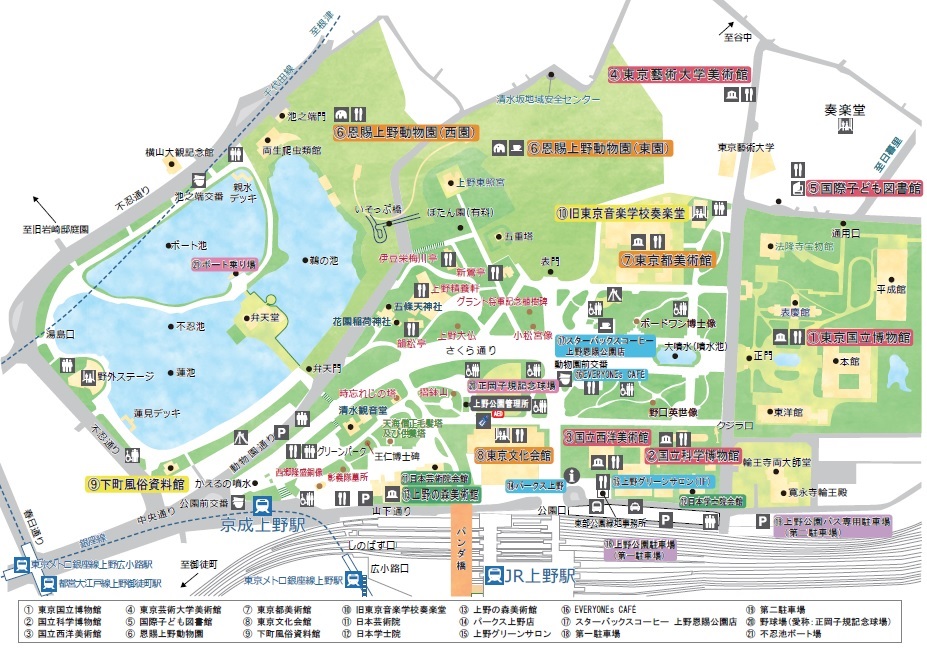 至根津
千代田線
至谷中
④東京藝術大学美術館
清水坂地域安全センター
奏楽堂
池之端門
⑥恩賜上野動物園(西園)
⑥恩賜上野動物園(東園)
両生爬虫類館
横山大観記念館
東京藝術大学
至日暮里
池之端交番
親水
デッキ
上野東照宮
⑤国際子ども図書館
不忍通り
いそっぷ橋
ぼたん園(有料)
⑩旧東京音楽学校奏楽堂
至旧岩崎邸庭園
五重塔
通用口
ボート池
法隆寺宝物館
㉑ボート乗り場
鵜の池
伊豆栄梅川亭
新鶯亭
表門
⑦東京都美術館
平成館
上野精養軒
グラント将軍記念植樹碑
五條天神社
表慶館
弁天堂
花園稲荷神社
ボードワン博士像
湯島口
不忍池
韻松亭
上野大仏
小松宮像
⑰スターバックスコーヒー
上野恩賜公園店
大噴水(噴水池)
①東京国立博物館
さくら通り
正門
本館
弁天門
動物園前交番
⑯EVERYONEs CAFÉ
蓮池
野外ステージ
⑳正岡子規記念球場
時忘れじの塔
摺鉢山
上野公園管理所
AED
蓮見デッキ
清水観音堂
野口英世像
東洋館
天海僧正毛髪塔
及び供養塔
クジラ口
不忍通り
動物園通り
③国立西洋美術館
グリーンパーク
王仁博士碑
⑧東京文化会館
②国立科学博物館
輪王寺両大師堂
⑨下町風俗資料館
かえるの噴水
西郷隆盛銅像
彰義隊墓所
⑪日本芸術院会館
⑭パークス上野
⑮上野グリーンサロン(1F)
寛永寺輪王殿
⑬上野の森美術館
⑫日本学士院会館
公園前交番
春日通り
中央通り
京成上野駅
山下通り
公園口
東部公園緑地事務所
⑲上野公園バス専用駐車場
(第二駐車場)
銀座線
パンダ橋
しのばず口
⑱上野公園駐車場
(第一駐車場)
東京メトロ銀座線上野広小路駅
至御徒町
広小路口
都営大江戸線上野御徒町駅
東京メトロ銀座線上野駅
JR上野駅
① 東京国立博物館 ④ 東京芸術大学美術館 ⑦ 東京都美術館 ⑩ 旧東京音楽学校奏楽堂 ⑬ 上野の森美術館 ⑯ EVERYONEs CAFÉ ⑲ 第二駐車場
② 国立科学博物館 ⑤ 国際子ども図書館 ⑧ 東京文化会館 ⑪ 日本芸術院 ⑭ パークス上野店 ⑰ スターバックスコーヒー 上野恩賜公園店 ⑳ 野球場(愛称:正岡子規記念球場)
③ 国立西洋美術館 ⑥ 恩賜上野動物園 ⑨ 下町風俗資料館 ⑫ 日本学士院 ⑮ 上野グリーンサロン ⑱ 第一駐車場 ㉑ 不忍池ボート場